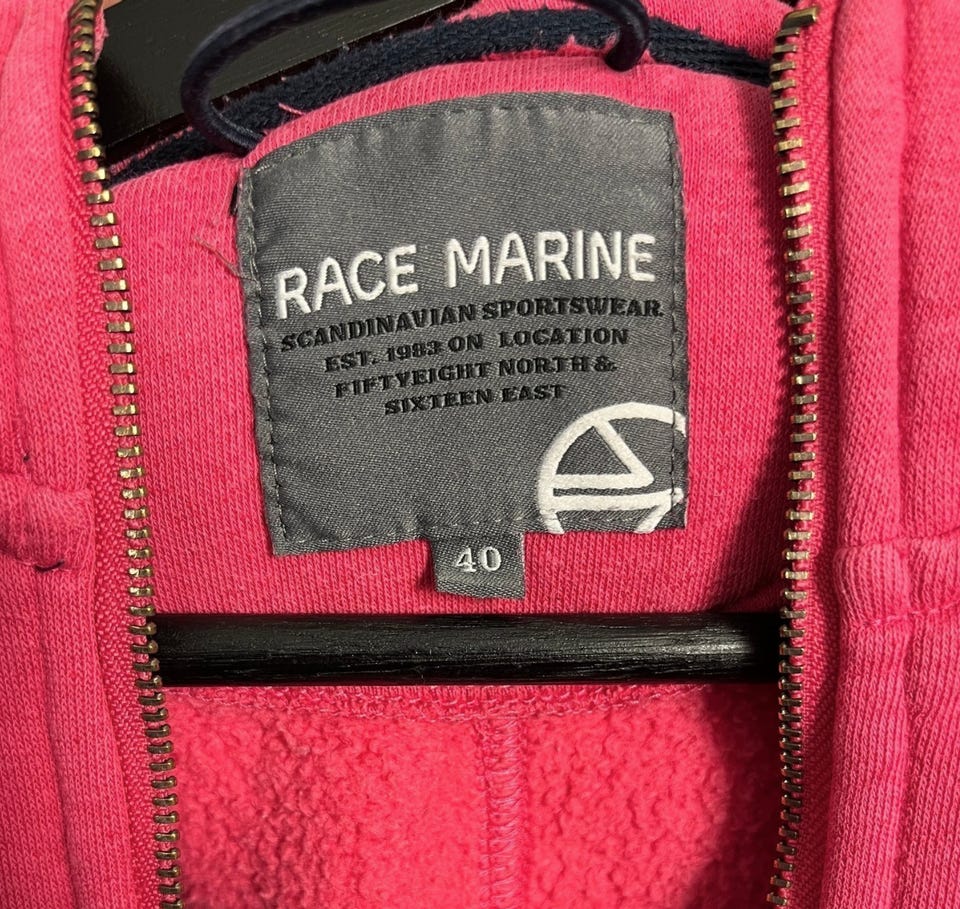 RACE MARINE
SCANDINAVIAN SPORTSWEAR
EST. 1983 ON LOCATION
FIFTYEIGHT NORTH &
SIXTEEN EAST
40